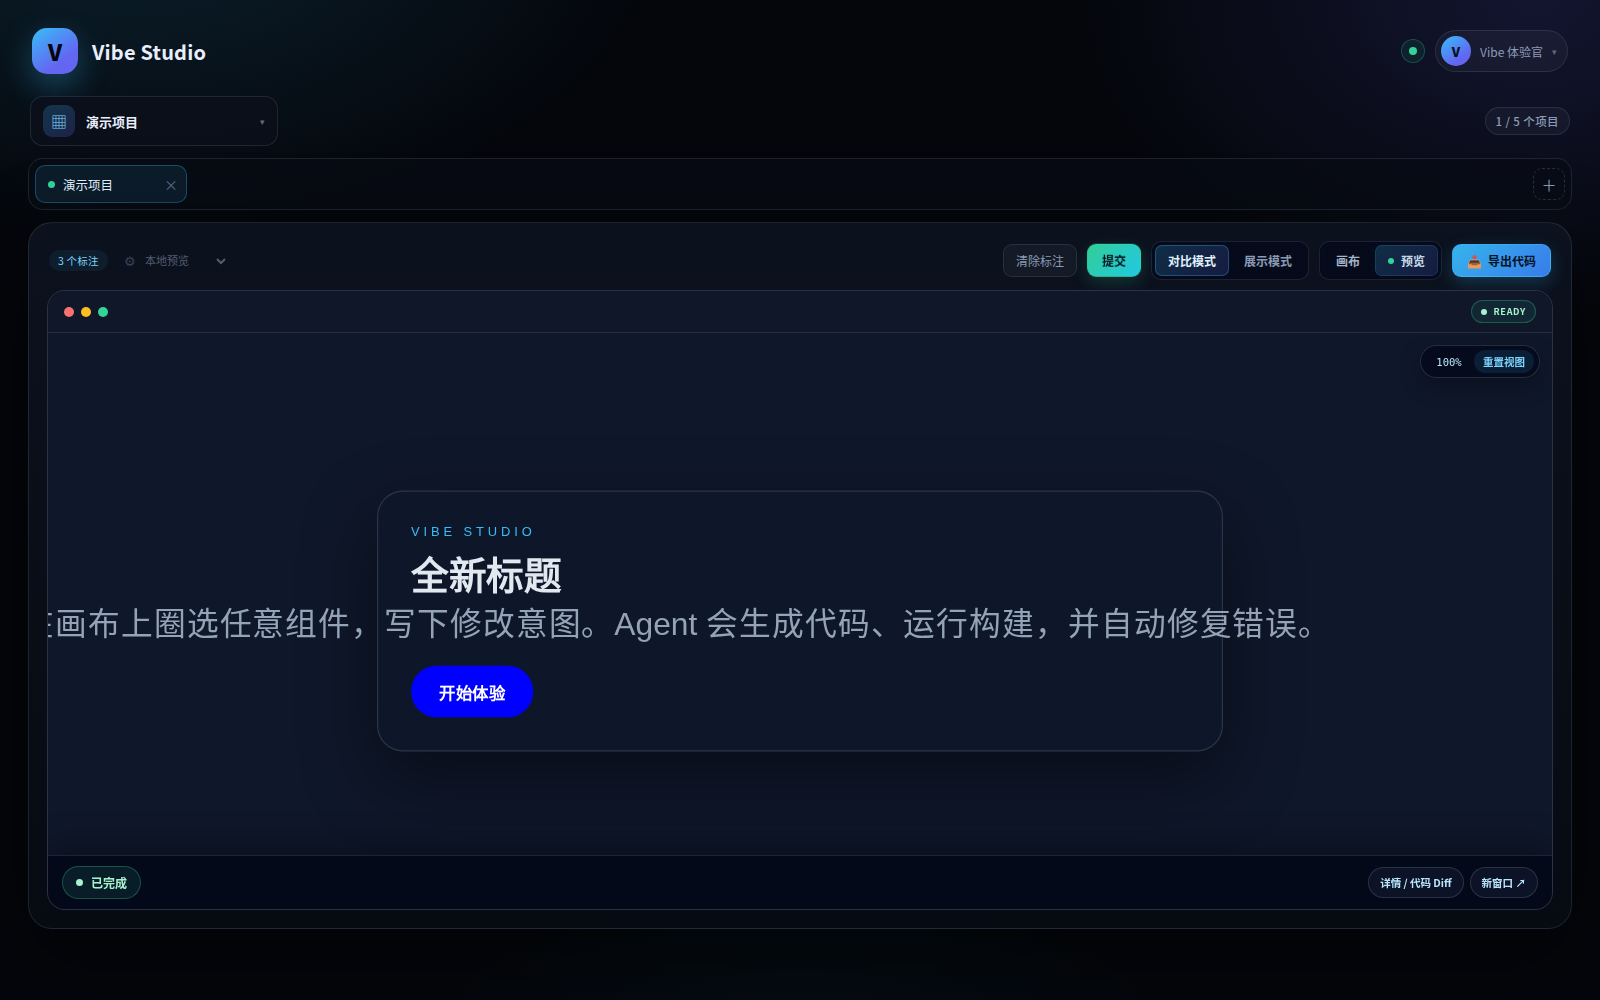 V
Vibe Studio
V
Vibe 体验官
演示项目
1 / 5 个项目
演示项目
3 个标注
本地预览
清除标注
提交
对比模式
展示模式
画布
预览
导出代码
READY
100%
重置视图
VIBE STUDIO
全新标题
画布上圈选任意组件，写下修改意图。Agent 会生成代码、运行构建，并自动修复错误。
开始体验
已完成
详情 / 代码 Diff
新窗口 ↗